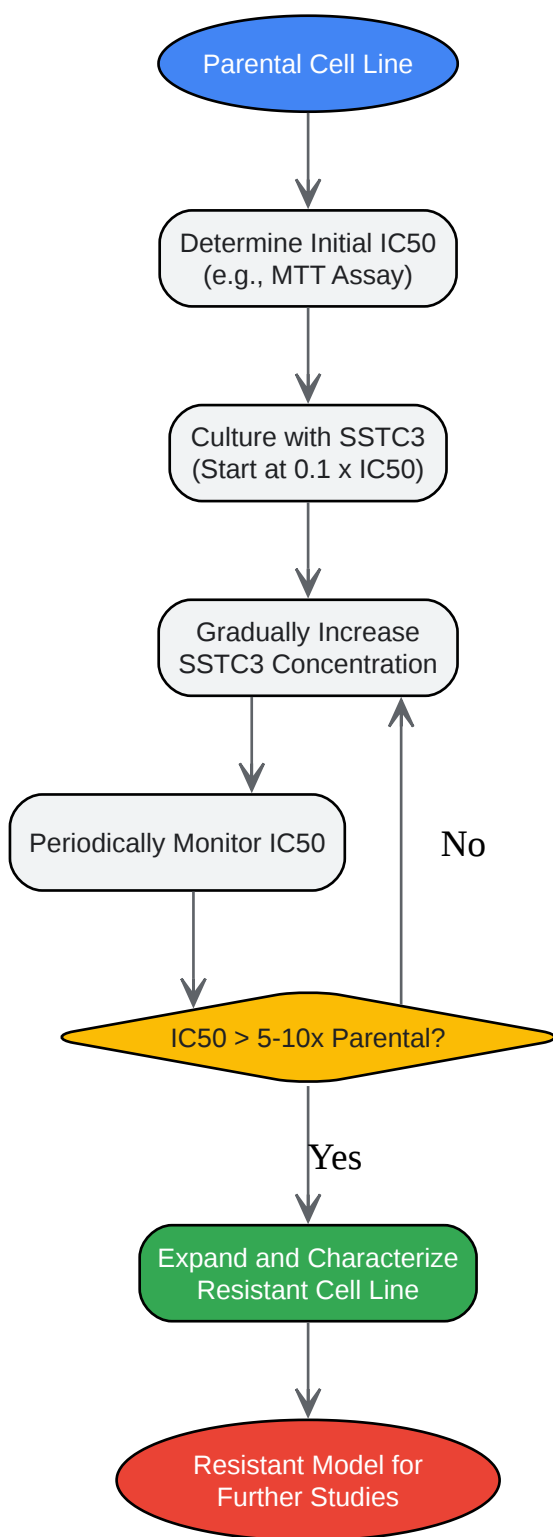 Parental Cell Line
Determine Initial IC50
(e.g., MTT Assay)
Culture with SSTC3
(Start at 0.1 x IC50)
Gradually Increase
SSTC3 Concentration
Periodically Monitor IC50
No
IC50 > 5-10x Parental?
Yes
Expand and Characterize
Resistant Cell Line
Resistant Model for
Further Studies